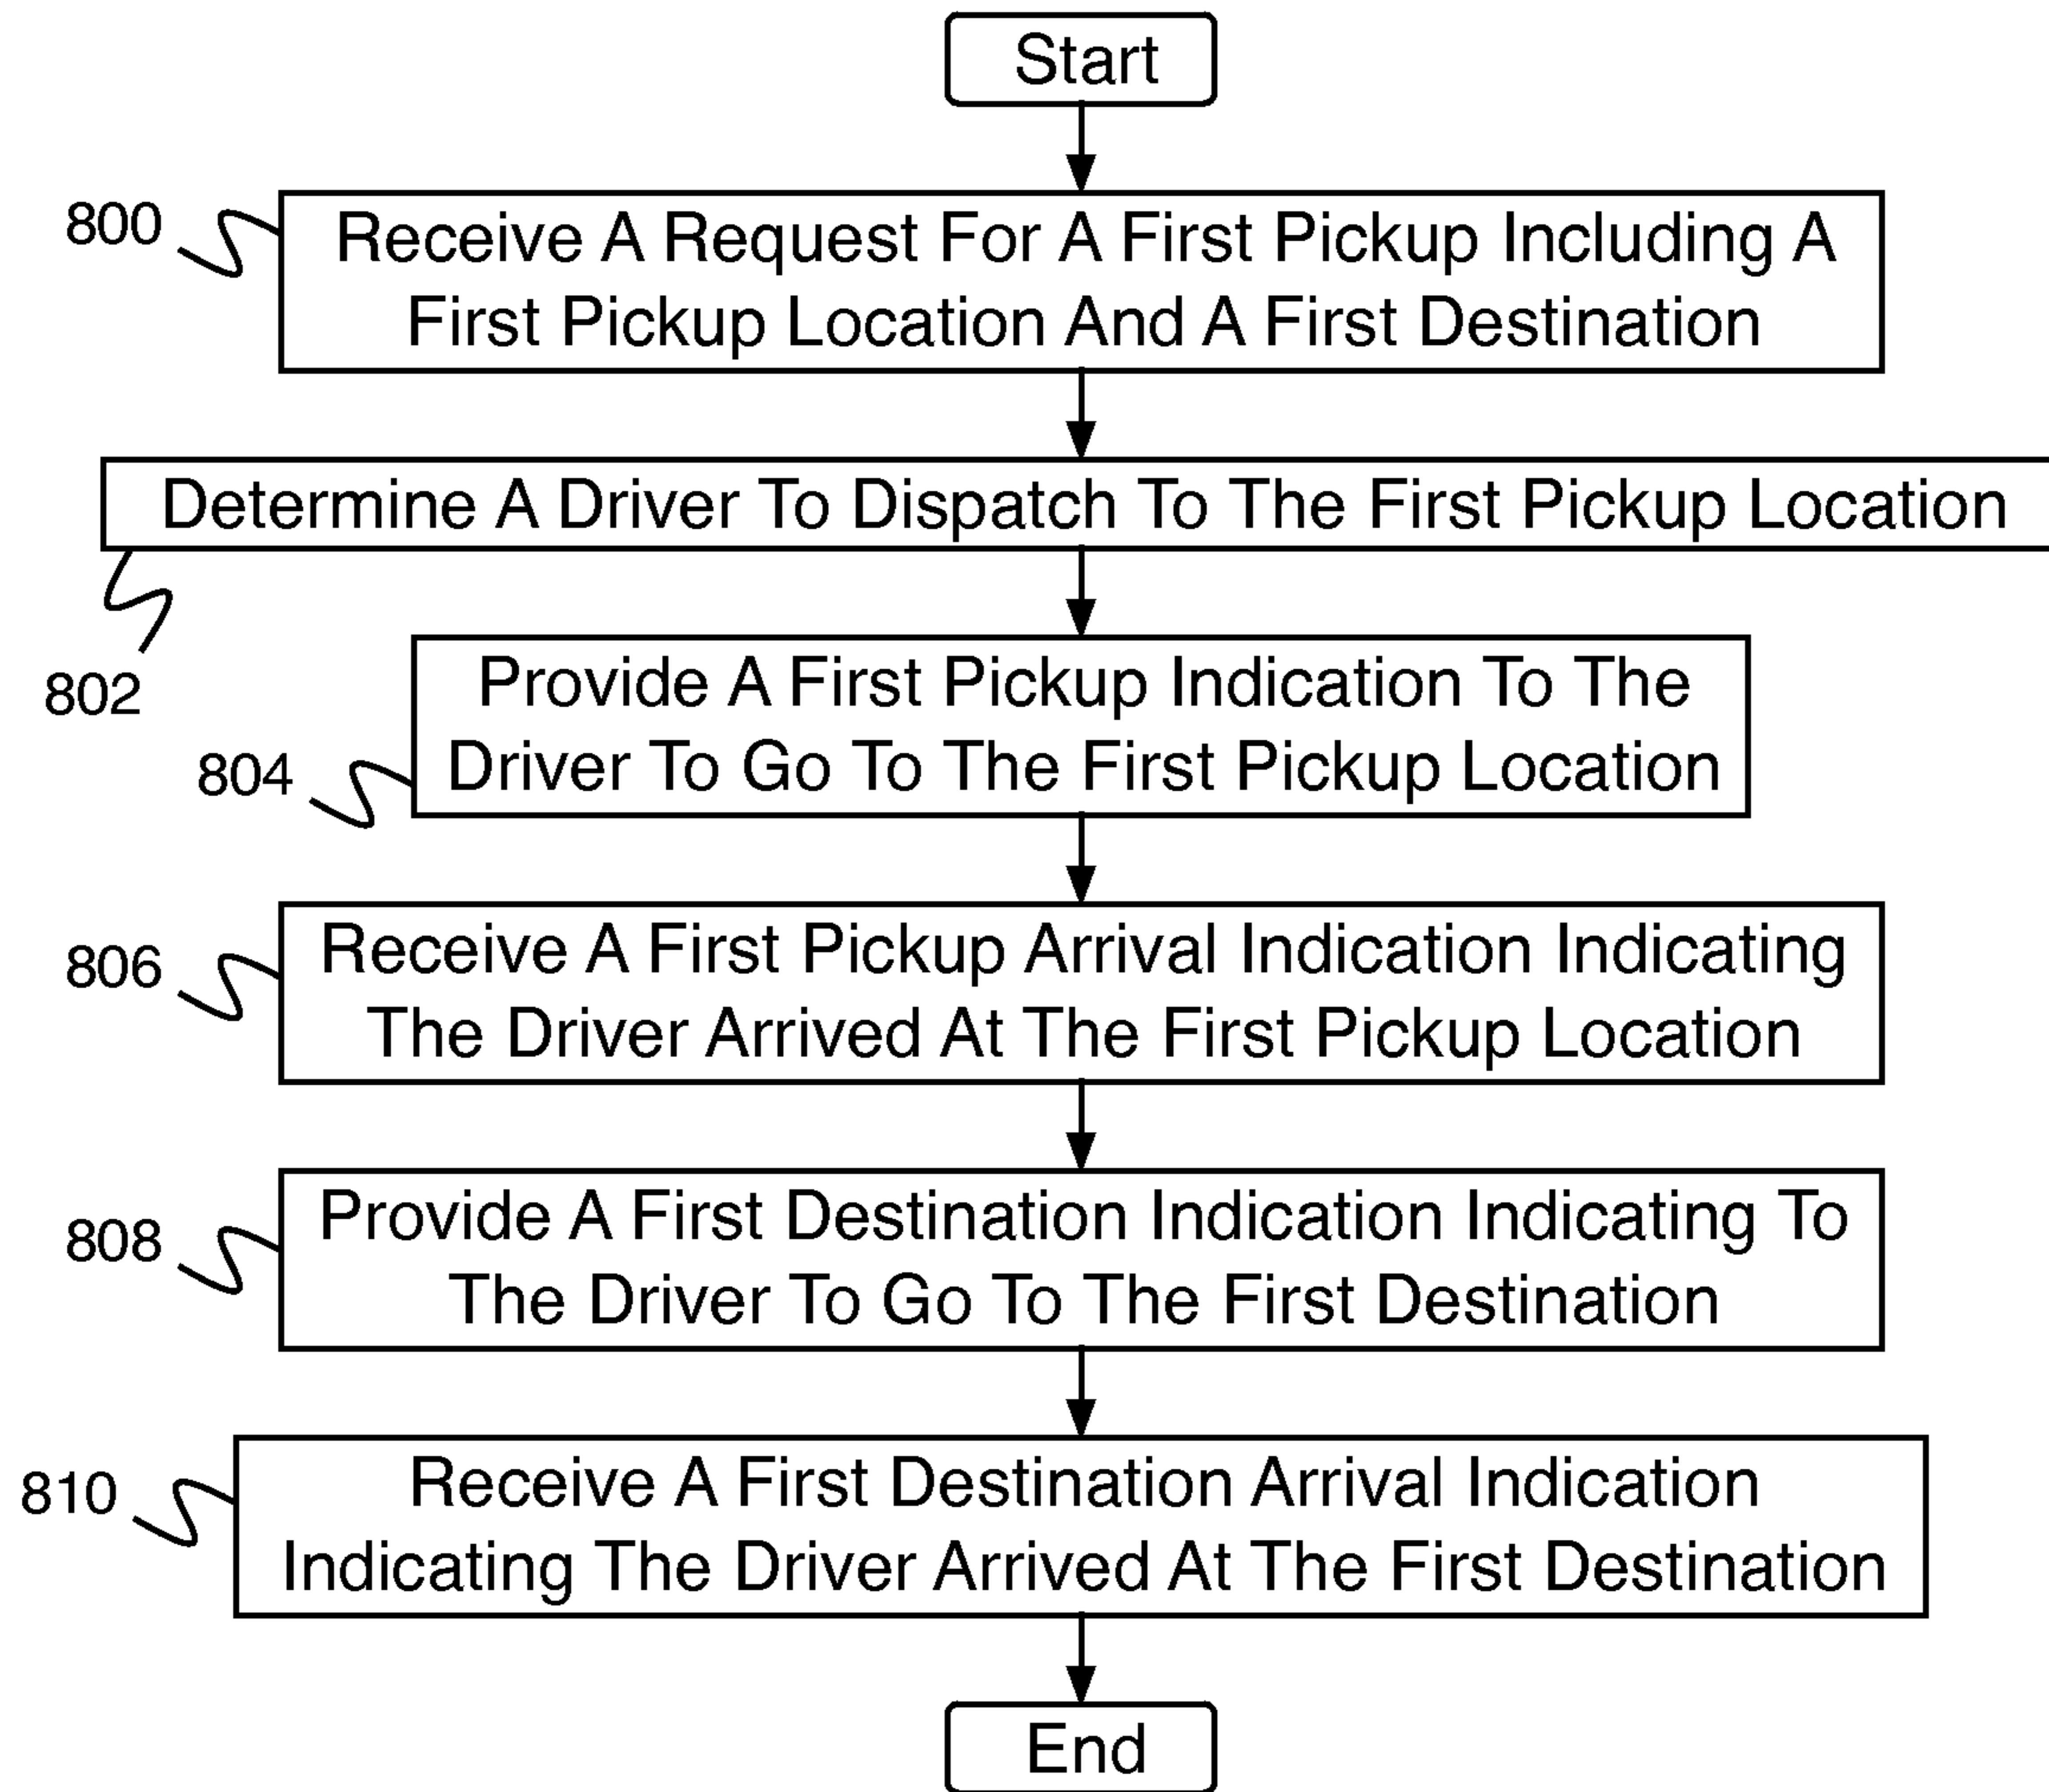 Start
800
Receive A Request For A First Pickup Including A
First Pickup Location And A First Destination
Determine A Driver To Dispatch To The First Pickup Location
802
Provide A First Pickup Indication To The
Driver To Go To The First Pickup Location
804
806
Receive A First Pickup Arrival Indication Indicating
The Driver Arrived At The First Pickup Location
808
Provide A First Destination Indication Indicating To
The Driver To Go To The First Destination
810
Receive A First Destination Arrival Indication
Indicating The Driver Arrived At The First Destination
End